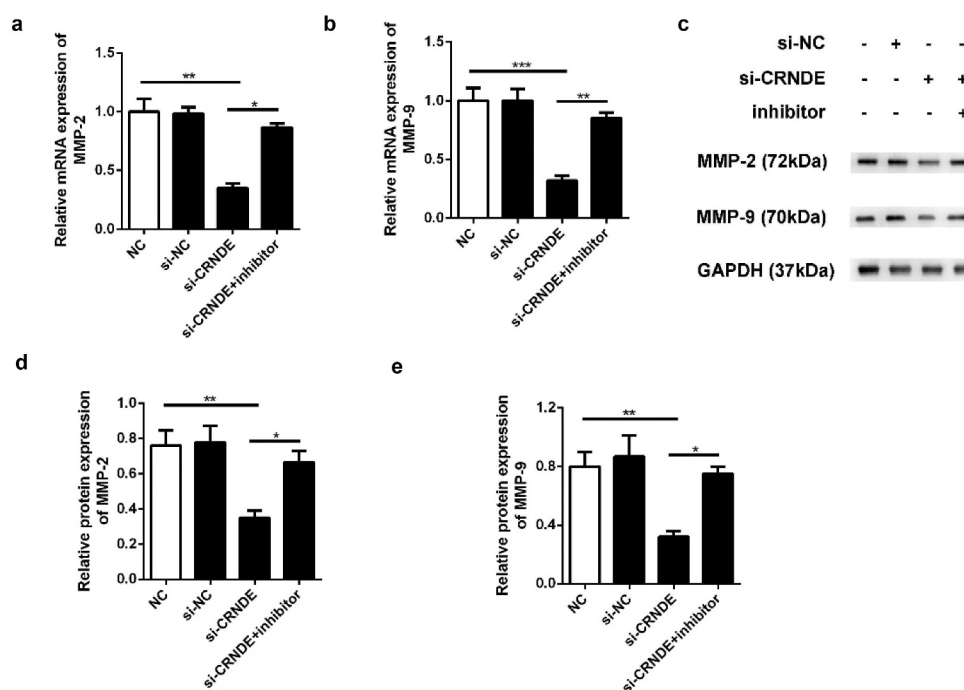 a
Relative mRNA expression of
MMP-2
1.5
1.0
0.5
0.0
**
*
NC
si-NC
si-CRNDE
si-CRNDE+inhibitor
b
Relative mRNA expression of
MMP-9
1.5
1.0
0.5
0.0
***
**
NC
si-NC
si-CRNDE
si-CRNDE+inhibitor
c
si-NC - + - -
si-CRNDE - - + +
inhibitor - - - +
MMP-2 (72kDa)
MMP-9 (70kDa)
GAPDH (37kDa)
d
Relative protein expression
of MMP-2
1.0
0.8
0.6
0.4
0.2
0.0
**
*
NC
si-NC
si-CRNDE
si-CRNDE+inhibitor
e
Relative protein expression
of MMP-9
1.2
0.8
0.4
0.0
**
*
NC
si-NC
si-CRNDE
si-CRNDE+inhibitor